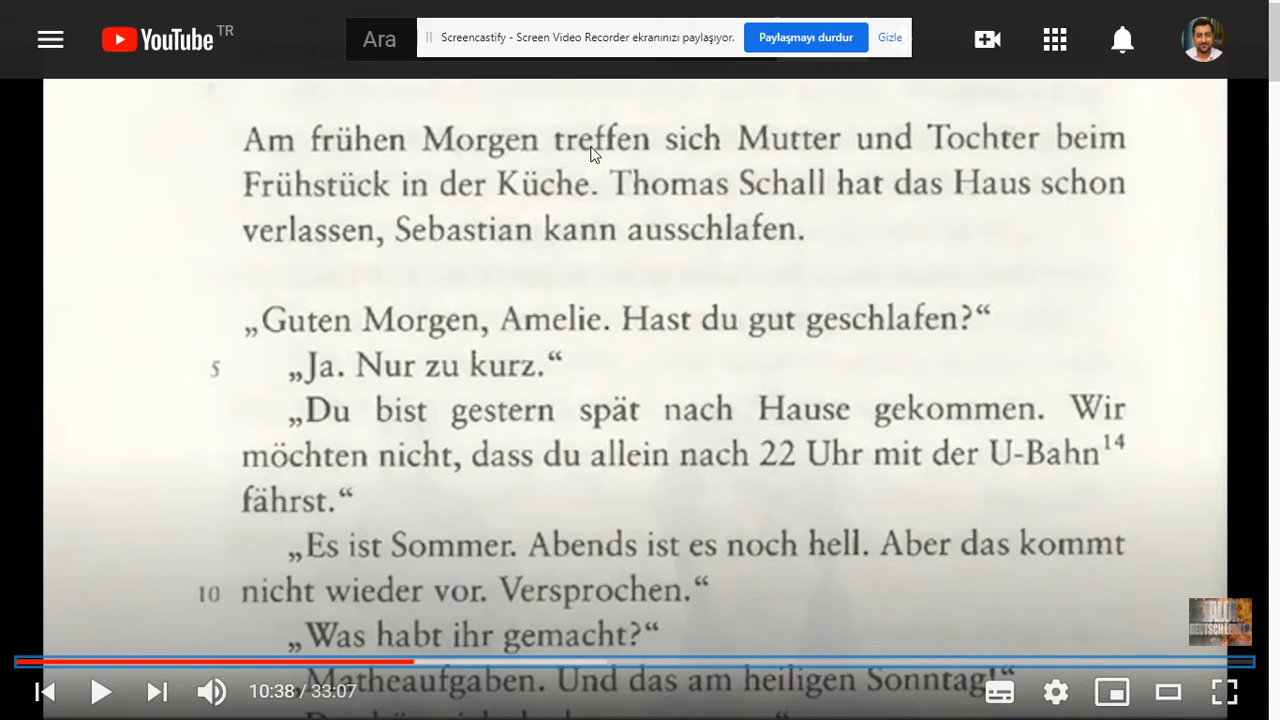 YouTube TR
Ara
Screencastify - Screen Video Recorder ekranınızı paylaşıyor.
Paylaşmayı durdur
Gizle
Am frühen Morgen treffen sich Mutter und Tochter beim
Frühstück in der Küche. Thomas Schall hat das Haus schon
verlassen, Sebastian kann ausschlafen.
„Guten Morgen, Amelie. Hast du gut geschlafen?“
5 „Ja. Nur zu kurz.“
„Du bist gestern spät nach Hause gekommen. Wir
möchten nicht, dass du allein nach 22 Uhr mit der U-Bahn¹⁴
fährst.“
„Es ist Sommer. Abends ist es noch hell. Aber das kommt
10 nicht wieder vor. Versprochen.“
„Was habt ihr gemacht?“
„Matheaufgaben. Und das am heiligen Sonntag!“
10:38 / 33:07